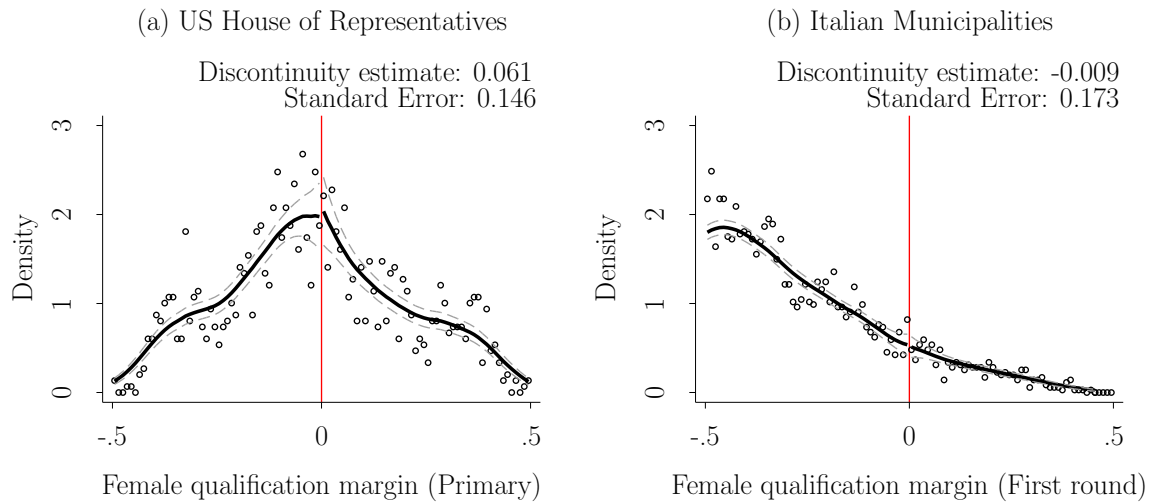 (a) US House of Representatives
Discontinuity estimate: 0.061
Standard Error: 0.146
3
2
1
0
Density
-.5 0 .5
Female qualification margin (Primary)
(b) Italian Municipalities
Discontinuity estimate: -0.009
Standard Error: 0.173
3
2
1
0
Density
-.5 0 .5
Female qualification margin (First round)